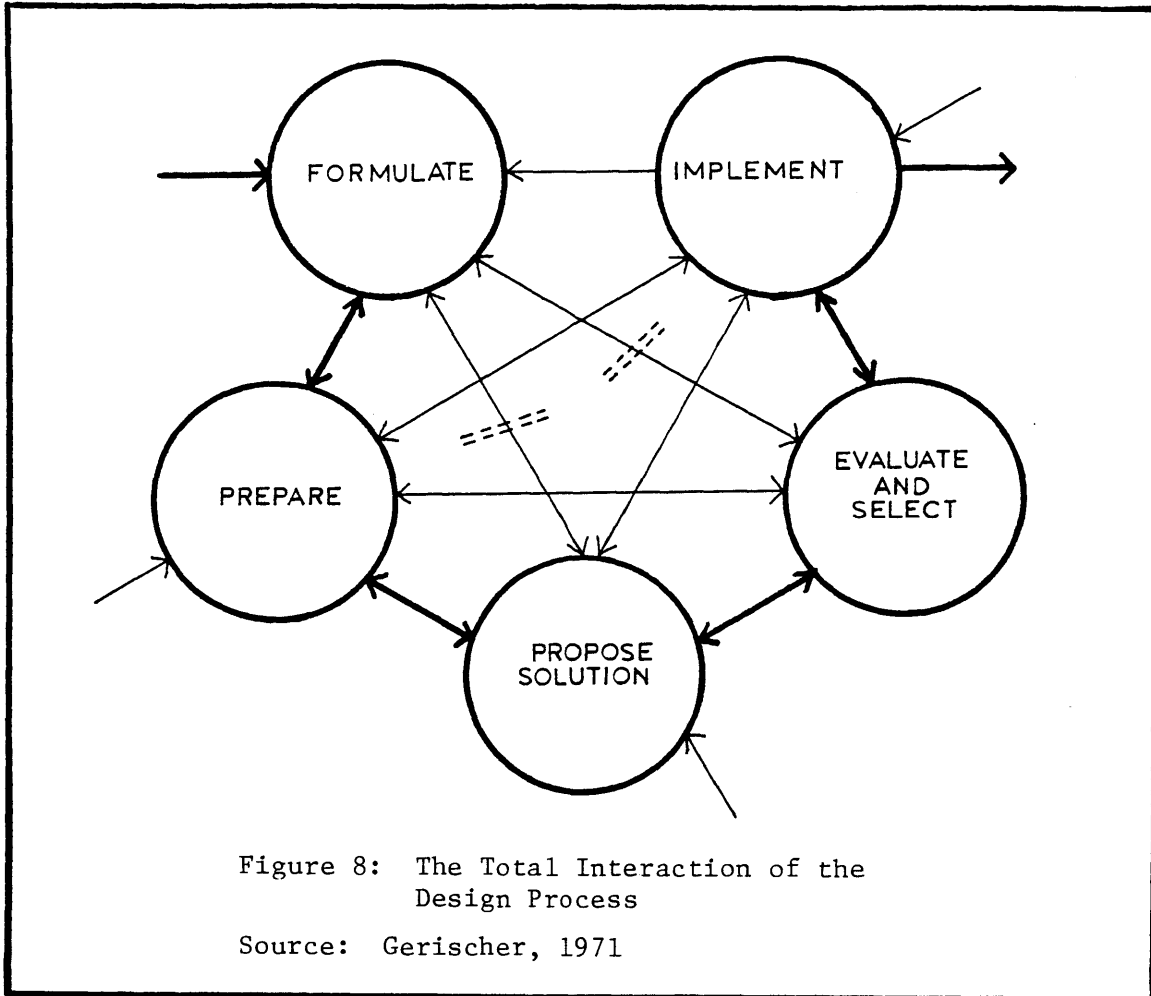 FORMULATE
IMPLEMENT
PREPARE
EVALUATE
AND
SELECT
PROPOSE
SOLUTION
Figure 8: The Total Interaction of the
Design Process
Source: Gerischer, 1971